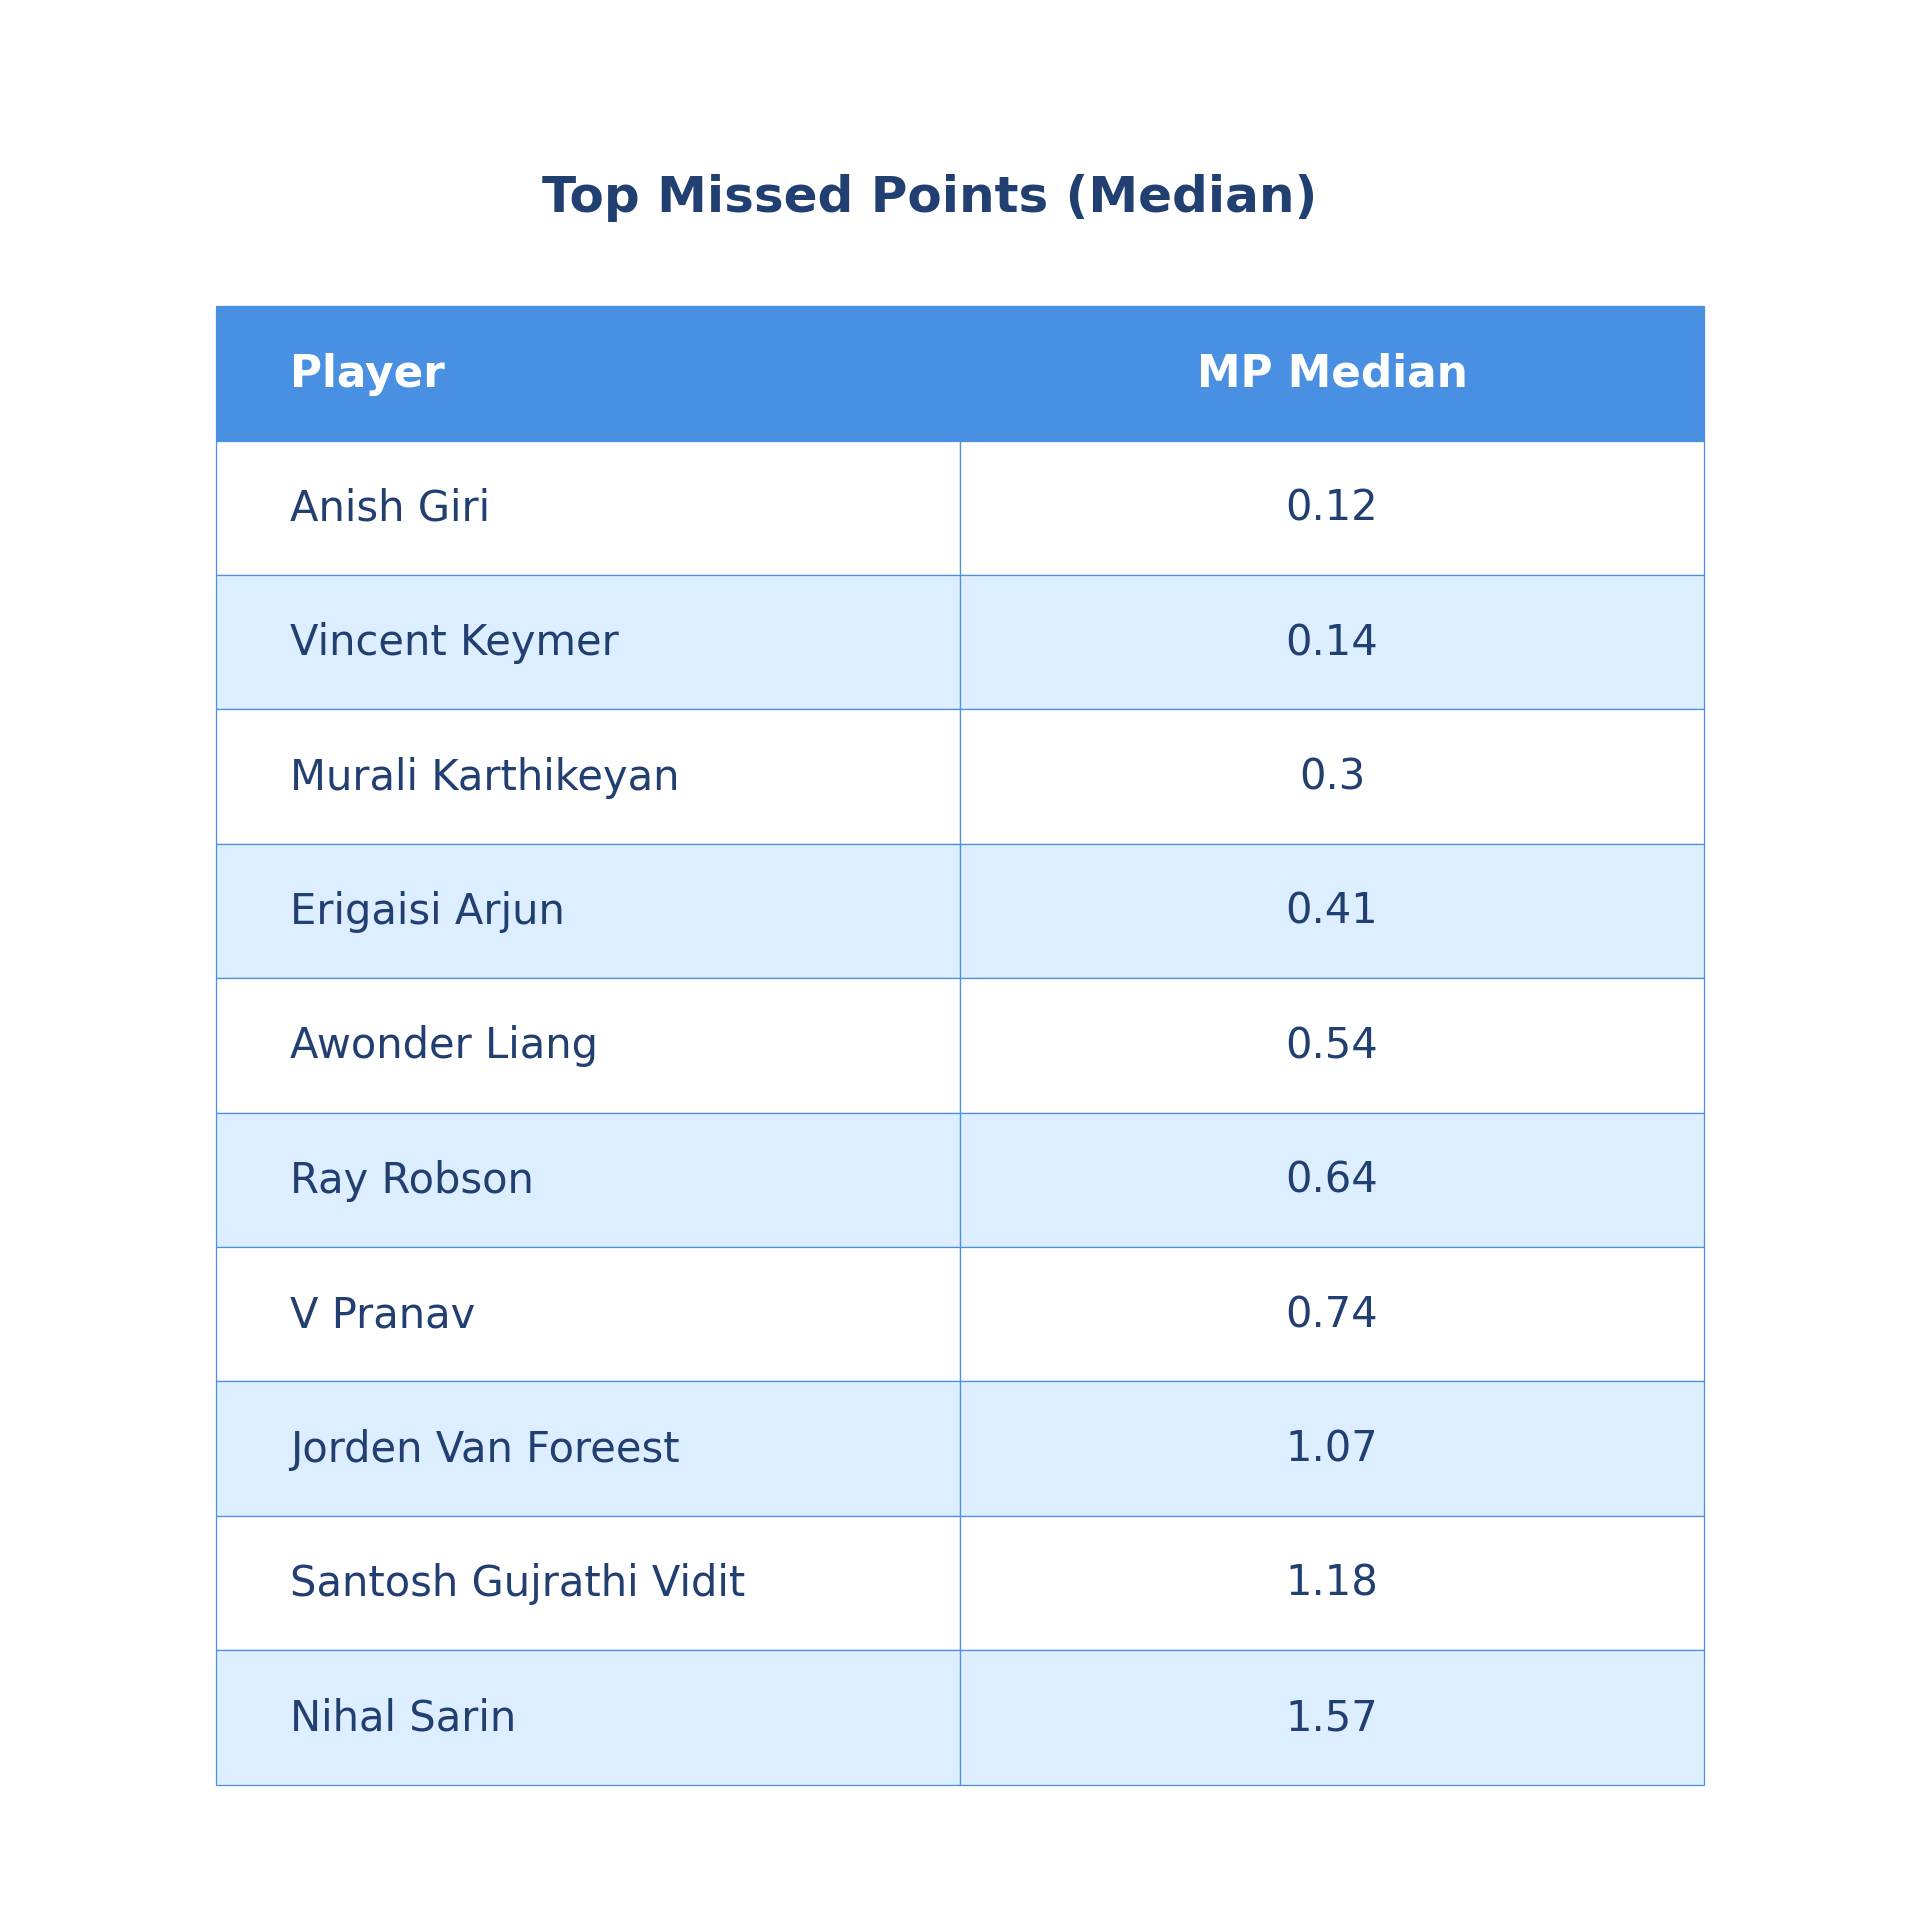 Top Missed Points (Median)
Player MP Median
Anish Giri 0.12
Vincent Keymer 0.14
Murali Karthikeyan 0.3
Erigaisi Arjun 0.41
Awonder Liang 0.54
Ray Robson 0.64
V Pranav 0.74
Jorden Van Foreest 1.07
Santosh Gujrathi Vidit 1.18
Nihal Sarin 1.57